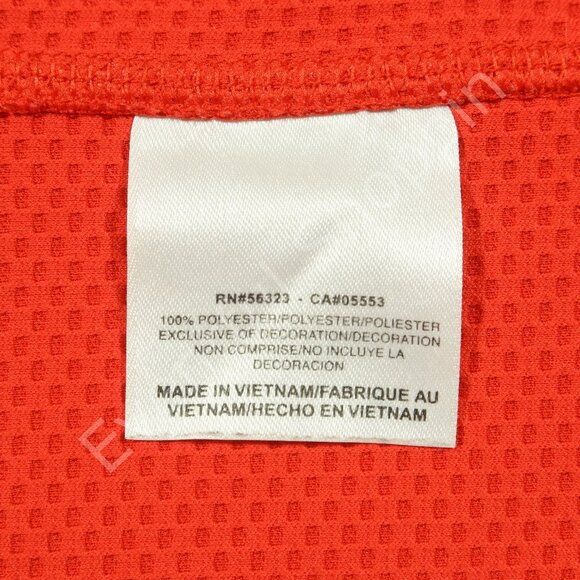 RN#56323 - CA#05553
100% POLYESTER/POLYESTER/POLIESTER
EXCLUSIVE OF DECORATION/DECORATION
NON COMPRISE/NO INCLUYE LA
DECORACION
MADE IN VIETNAM/FABRIQUE AU
VIETNAM/HECHO EN VIETNAM